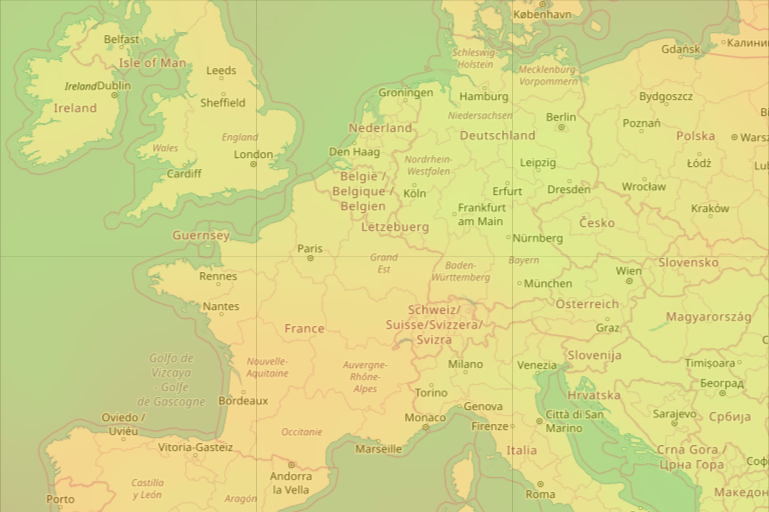 København
Belfast
Isle of Man
Gdańsk
Калинин
Schleswig-
Holstein
Leeds
Mecklenburg-
Vorpommern
Ireland
Dublin
Groningen
Hamburg
Bydgoszcz
Sheffield
Ireland
Niedersachsen
Berlin
Poznań
Nederland
Deutschland
Polska
Warsz
England
Wales
London
Den Haag
Nordrhein-
Westfalen
Leipzig
Łódź
Lub
Cardiff
België /
Belgique /
Belgien
Köln
Erfurt
Dresden
Wrocław
Frankfurt
am Main
Kraków
Guernsey
Lëtzebuerg
Česko
Nürnberg
Paris
Grand
Est
Baden-
Württemberg
Bayern
Slovensko
Rennes
Wien
München
Nantes
Schweiz/
Suisse/Svizzera/
Svizra
Österreich
Magyarország
France
Graz
Golfo de
Vizcaya
- Golfe
de Gascogne
Nouvelle-
Aquitaine
Auvergne-
Rhône-
Alpes
Milano
Venezia
Slovenija
Timișoara
Београд
Torino
Hrvatska
Bordeaux
Genova
Oviedo /
Uviéu
Monaco
Firenze
Città di San
Marino
Sarajevo
Србија
Occitanie
Vitoria-Gasteiz
Marseille
Italia
Crna Gora /
Црна Гора
Соф
Andorra
la Vella
Castilla
y León
Aragón
Porto
Roma
Македон